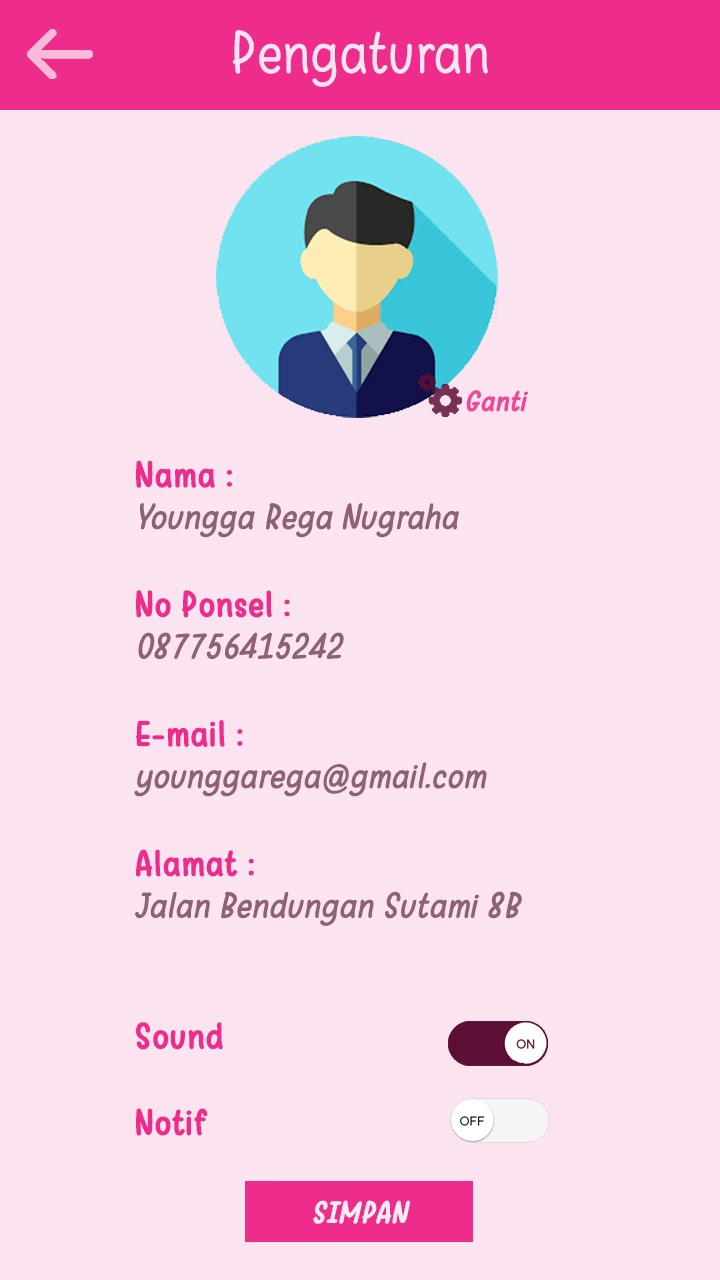 Pengaturan
Ganti
Nama :
Youngga Rega Nugraha
No Ponsel :
087756415242
E-mail :
younggarega@gmail.com
Alamat :
Jalan Bendungan Sutami 8B
Sound
ON
Notif
OFF
SIMPAN